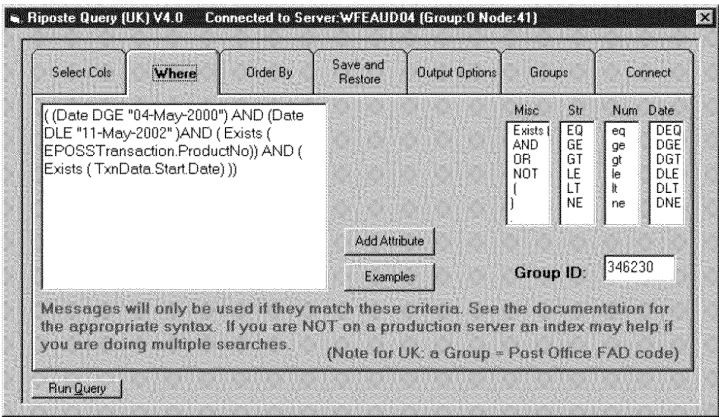 Riposte Query (UK) V4.0 Connected to Server:WFEAUD04 (Group:0 Node:41)
Select Cols
Where
Order By
Save and
Restore
Output Options
Groups
Connect
( (Date DGE "04-May-2000") AND (Date
DLE "11-May-2002" )AND ( Exists (
EPOSSTransaction.ProductNo)) AND (
Exists ( TxnData.Start.Date) ))
Misc Str Num Date
Exists ( EQ eq DEQ
AND GE ge DGE
OR GT gt DGT
NOT LE le DLE
( LT lt DLT
) NE ne DNE
Add Attribute
Examples
Group ID: 346230
Messages will only be used if they match these criteria. See the documentation for
the appropriate syntax. If you are NOT on a production server an index may help if
you are doing multiple searches.
(Note for UK: a Group = Post Office FAD code)
Run Query